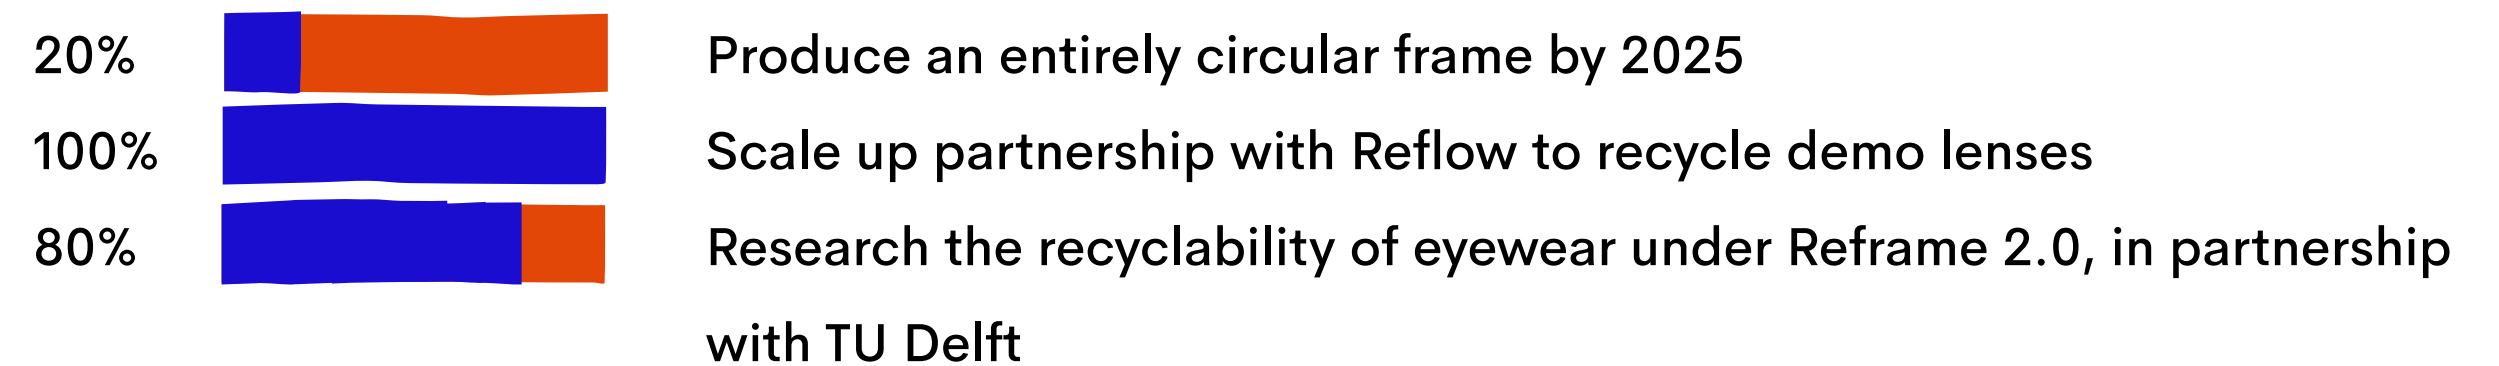 20% Produce an entirely circular frame by 2025
100% Scale up partnership with Roflows to recycle demo lenses
80% Research the recyclability of eyewear under Reframe 2.0, in partnership
with TU Delft